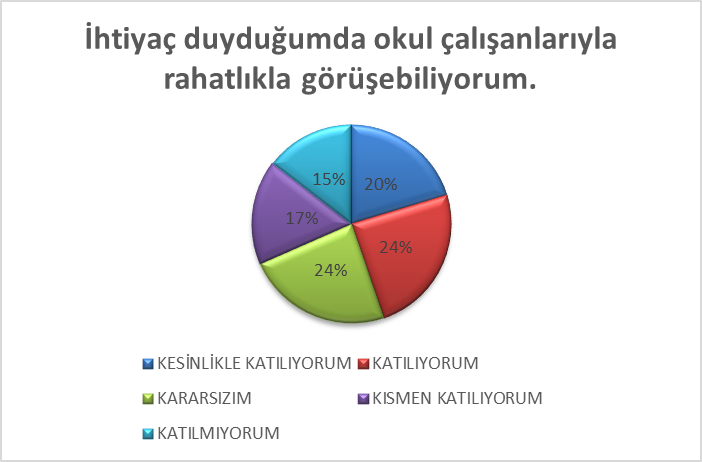 İhtiyaç duyduğumda okul çalışanlarıyla
rahatlıkla görüşebiliyorum.
20%
24%
24%
17%
15%
KESİNLİKLE KATILIYORUM
KATILIYORUM
KARARSIZIM
KISMEN KATILIYORUM
KATILMIYORUM